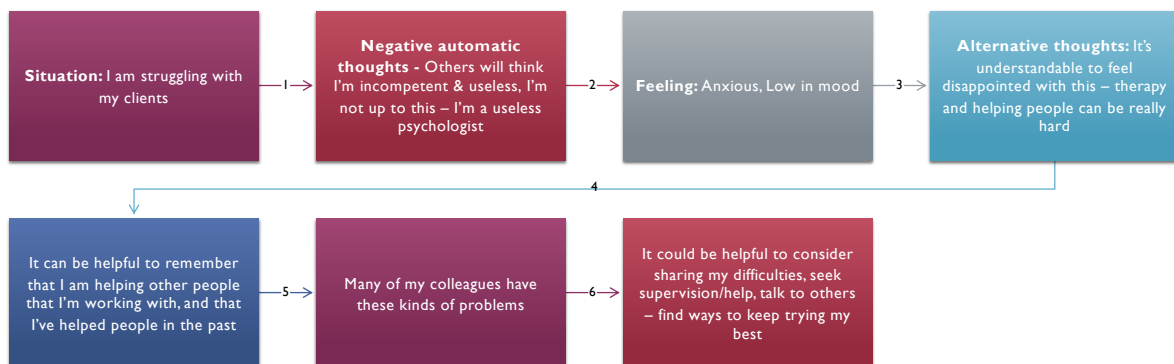 Situation: I am struggling with
my clients
1
Negative automatic
thoughts - Others will think
I'm incompetent & useless, I'm
not up to this – I'm a useless
psychologist
2
Feeling: Anxious, Low in mood
3
Alternative thoughts: It's
understandable to feel
disappointed with this – therapy
and helping people can be really
hard
4
It can be helpful to remember
that I am helping other people
that I'm working with, and that
I've helped people in the past
5
Many of my colleagues have
these kinds of problems
6
It could be helpful to consider
sharing my difficulties, seek
supervision/help, talk to others
– find ways to keep trying my
best